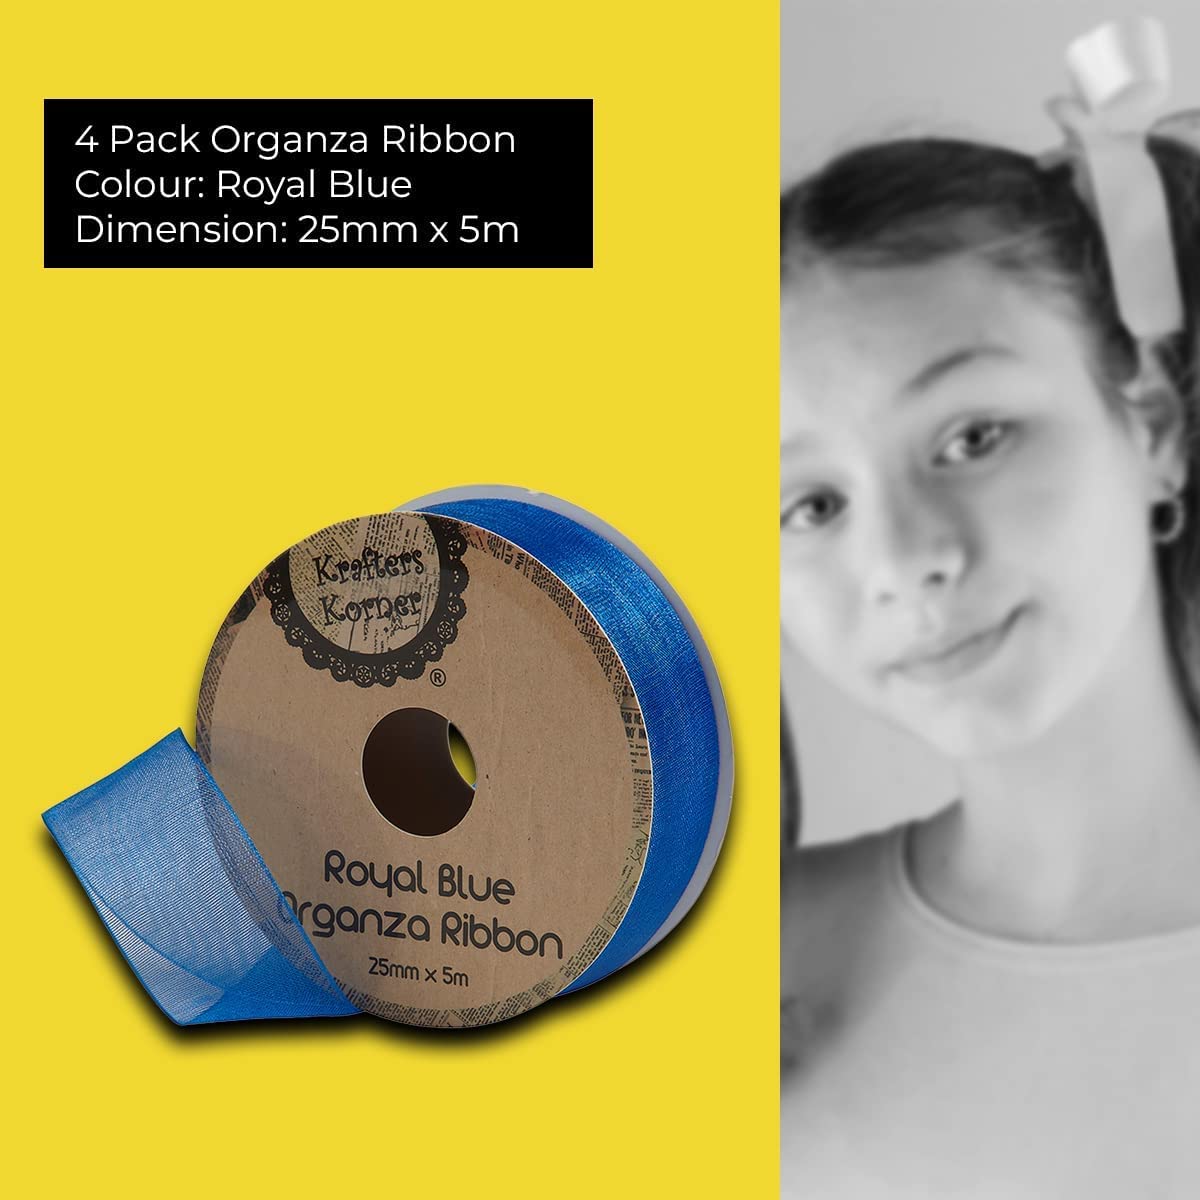 4 Pack Organza Ribbon
Colour: Royal Blue
Dimension: 25mm x 5m
Krafters
Korner
®
Royal Blue
Organza Ribbon
25mm x 5m